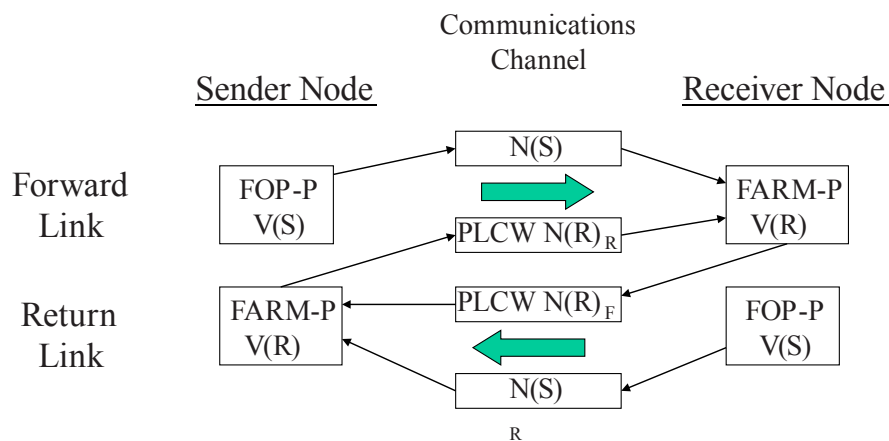 Communications
Channel
Sender Node
Receiver Node
Forward
Link
FOP-P
V(S)
N(S)
PLCW N(R) R
FARM-P
V(R)
Return
Link
FARM-P
V(R)
PLCW N(R) F
N(S)
FOP-P
V(S)
R